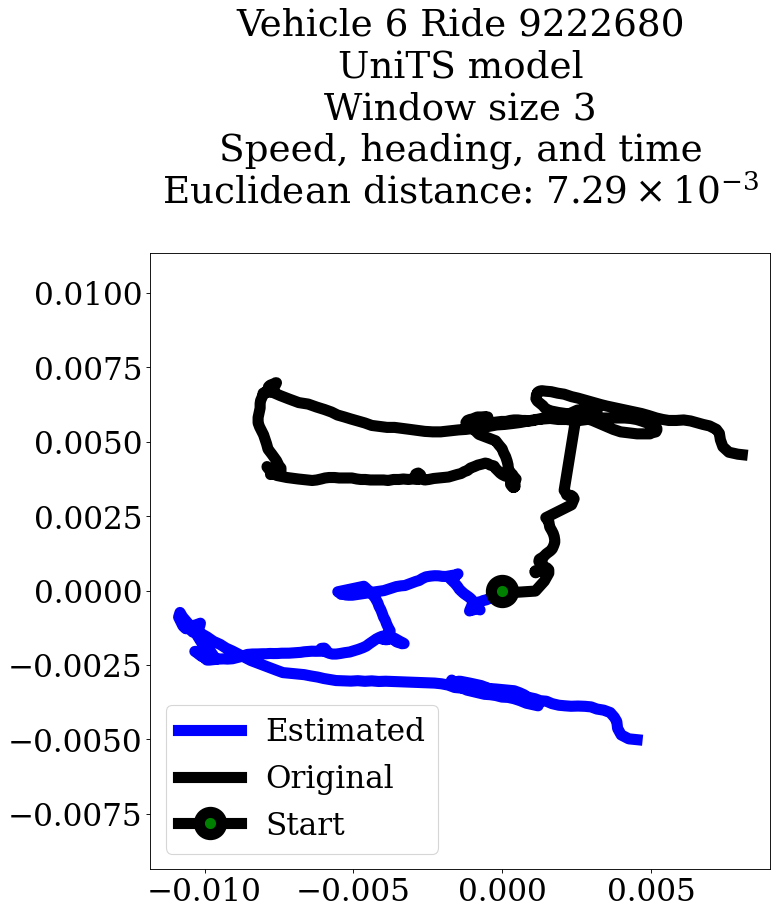 Vehicle 6 Ride 9222680
UniTS model
Window size 3
Speed, heading, and time
Euclidean distance: $7.29 \times 10^{-3}$
0.0100
0.0075
0.0050
0.0025
0.0000
−0.0025
−0.0050
−0.0075
Estimated
Original
Start
−0.010 −0.005 0.000 0.005